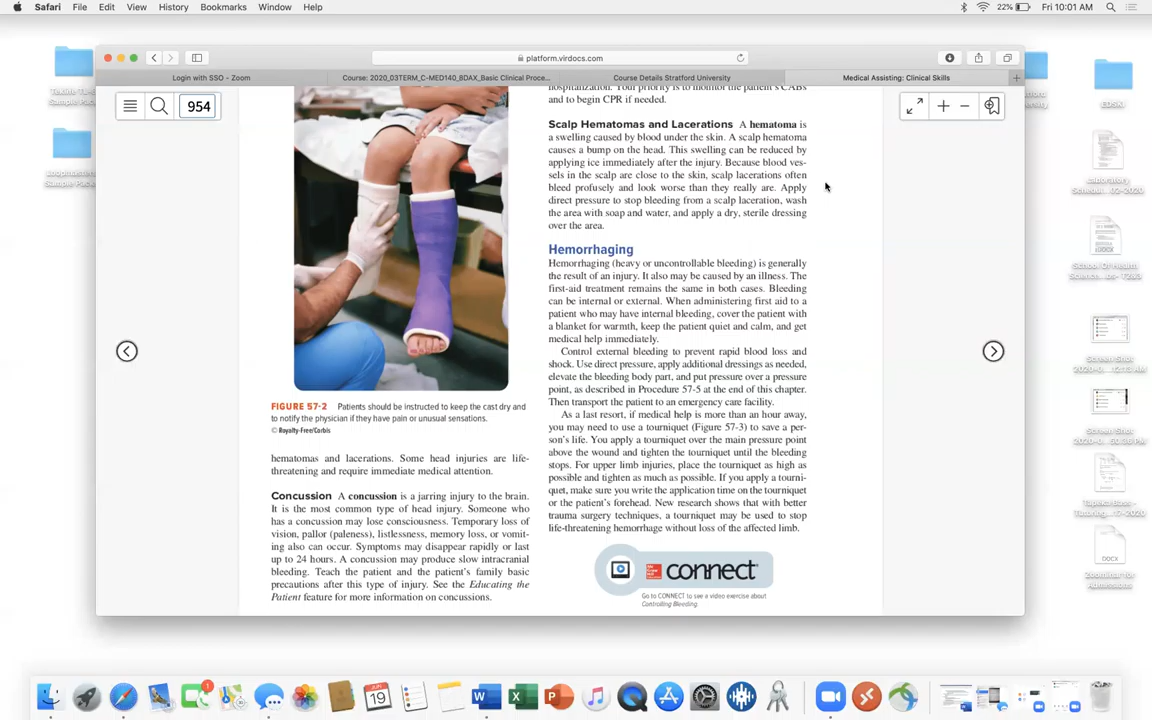 Safari File Edit View History Bookmarks Window Help
22% Fri 10:01 AM
platform.virdocs.com
Login with SSO - Zoom
Course: 2020_03TERM_C-MED140_8DAX_Basic Clinical Proce...
Course Details Stratford University
Medical Assisting: Clinical Skills
954
FIGURE 57-2 Patients should be instructed to keep the cast dry and
to notify the physician if they have pain or unusual sensations.
© Royalty-Free/Corbis
hematomas and lacerations. Some head injuries are life-
threatening and require immediate medical attention.
Concussion A concussion is a jarring injury to the brain.
It is the most common type of head injury. Someone who
has a concussion may lose consciousness. Temporary loss of
vision, pallor (paleness), listlessness, memory loss, or vomit-
ing also can occur. Symptoms may disappear rapidly or last
up to 24 hours. A concussion may produce slow intracranial
bleeding. Teach the patient and the patient's family basic
precautions after this type of injury. See the Educating the
Patient feature for more information on concussions.
hospitalization. Your priority is to monitor the patient's CABs
and to begin CPR if needed.
Scalp Hematomas and Lacerations A hematoma is
a swelling caused by blood under the skin. A scalp hematoma
causes a bump on the head. This swelling can be reduced by
applying ice immediately after the injury. Because blood ves-
sels in the scalp are close to the skin, scalp lacerations often
bleed profusely and look worse than they really are. Apply
direct pressure to stop bleeding from a scalp laceration, wash
the area with soap and water, and apply a dry, sterile dressing
over the area.
Hemorrhaging
Hemorrhaging (heavy or uncontrollable bleeding) is generally
the result of an injury. It also may be caused by an illness. The
first-aid treatment remains the same in both cases. Bleeding
can be internal or external. When administering first aid to a
patient who may have internal bleeding, cover the patient with
a blanket for warmth, keep the patient quiet and calm, and get
medical help immediately.
Control external bleeding to prevent rapid blood loss and
shock. Use direct pressure, apply additional dressings as needed,
elevate the bleeding body part, and put pressure over a pressure
point, as described in Procedure 57-5 at the end of this chapter.
Then transport the patient to an emergency care facility.
As a last resort, if medical help is more than an hour away,
you may need to use a tourniquet (Figure 57-3) to save a per-
son's life. You apply a tourniquet over the main pressure point
above the wound and tighten the tourniquet until the bleeding
stops. For upper limb injuries, place the tourniquet as high as
possible and tighten as much as possible. If you apply a tourni-
quet, make sure you write the application time on the tourniquet
or the patient's forehead. New research shows that with better
trauma surgery techniques, a tourniquet may be used to stop
life-threatening hemorrhage without loss of the affected limb.
connect
Go to CONNECT to see a video exercise about
Controlling Bleeding.
Sample
Sample
EDSKI
Screen Shot
Screen Shot
DOCX
Admissions
JUN
19
1